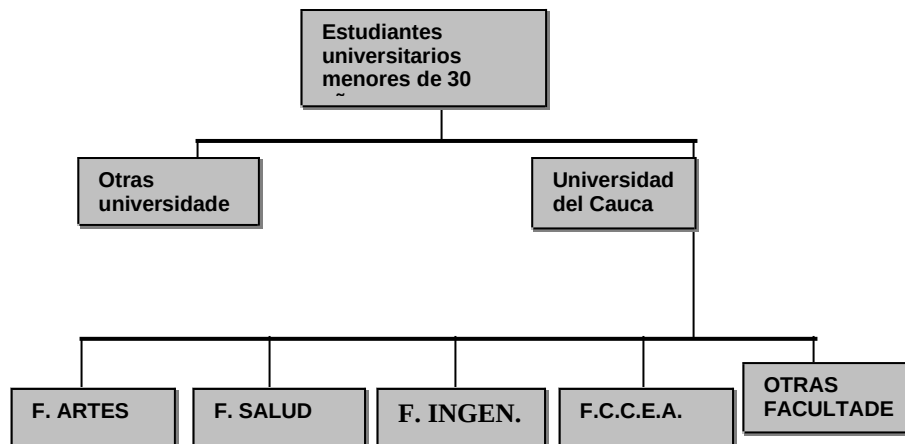 Estudiantes
universitarios
menores de 30
Otras
universidade
Universidad
del Cauca
F. ARTES
F. SALUD
F. INGEN.
F.C.C.E.A.
OTRAS
FACULTADE